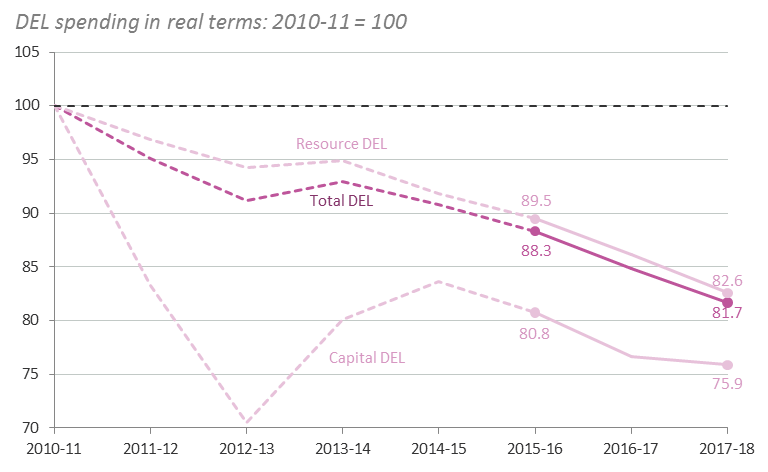 DEL spending in real terms: 2010-11 = 100
105
100
95
90
85
80
75
70
Resource DEL
Total DEL
Capital DEL
89.5
88.3
80.8
82.6
81.7
75.9
2010-11 2011-12 2012-13 2013-14 2014-15 2015-16 2016-17 2017-18